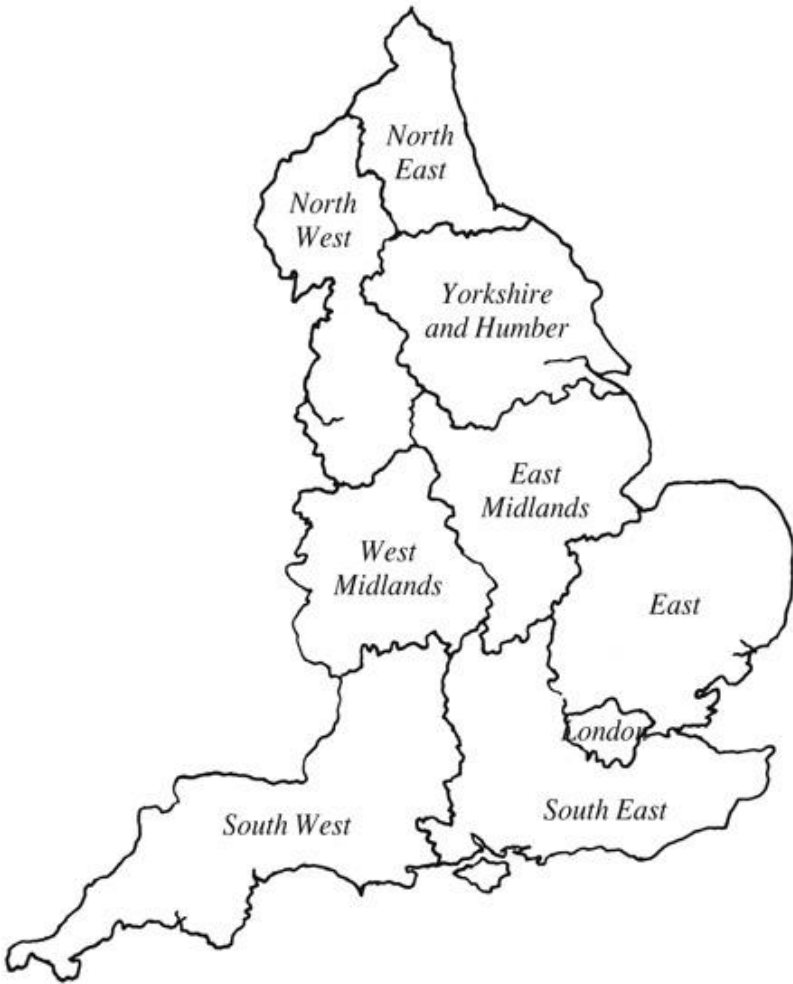 North
East
North
West
Yorkshire
and Humber
East
Midlands
West
Midlands
East
London
South East
South West